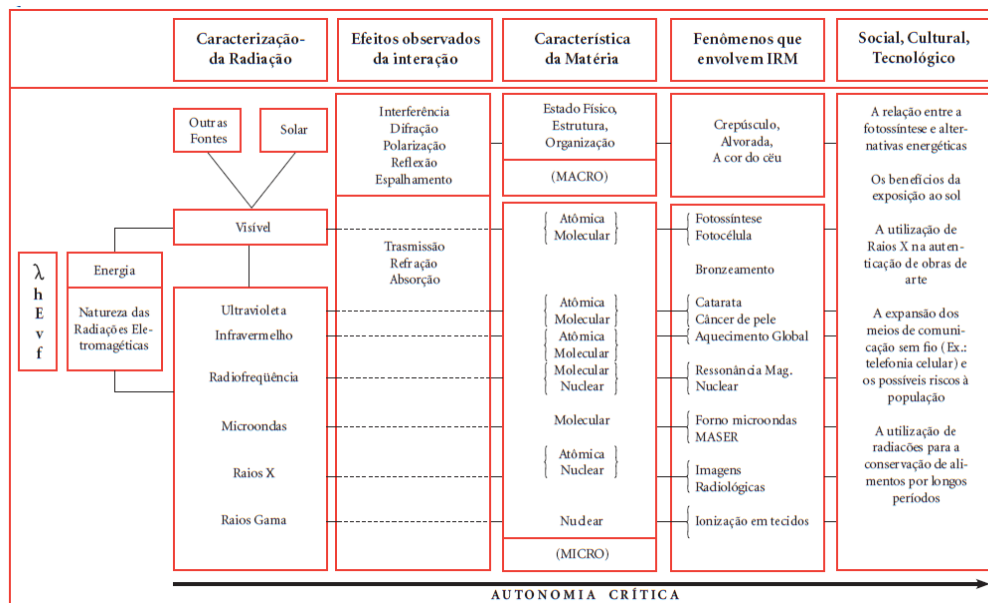 Caracterização-
da Radiação
Efeitos observados
da interação
Característica
da Matéria
Fenômenos que
envolvem IRM
Social, Cultural,
Tecnológico
λ
h
E
v
f
Energia
Natureza das
Radiações Ele-
tromagéticas
Outras
Fontes
Solar
Visível
Ultravioleta
Infravermelho
Radiofreqüência
Microondas
Raios X
Raios Gama
Interferência
Difração
Polarização
Reflexão
Espalhamento
Trasmissão
Refração
Absorção
Estado Físico,
Estrutura,
Organização
(MACRO)
Atômica
Molecular
Atômica
Molecular
Atômica
Molecular
Molecular
Nuclear
Molecular
Atômica
Nuclear
Nuclear
(MICRO)
Crepúsculo,
Alvorada,
A cor do céu
Fotossíntese
Fotocélula
Bronzeamento
Catarata
Câncer de pele
Aquecimento Global
Ressonância Mag.
Nuclear
Forno microondas
MASER
Imagens
Radiológicas
Ionização em tecidos
A relação entre a
fotossíntese e alter-
nativas energéticas
Os benefícios da
exposição ao sol
A utilização de
Raios X na auten-
ticação de obras de
arte
A expansão dos
meios de comuni-
cação sem fio (Ex.:
telefonia celular) e
os possíveis riscos à
população
A utilização de
radiacões para a
conservação de ali-
mentos por longos
períodos
AUTONOMIA CRÍTICA